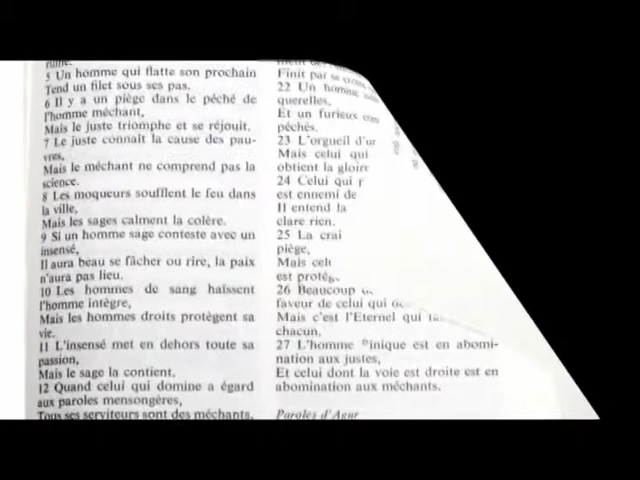 ruine.
5 Un homme qui flatte son prochain
Tend un filet sous ses pas.
6 Il y a un piège dans le péché de
l'homme méchant,
Mais le juste triomphe et se réjouit.
7 Le juste connaît la cause des pau-
vres,
Mais le méchant ne comprend pas la
science.
8 Les moqueurs soufflent le feu dans
la ville,
Mais les sages calment la colère.
9 Si un homme sage conteste avec un
insensé,
Il aura beau se fâcher ou rire, la paix
n'aura pas lieu.
10 Les hommes de sang haïssent
l'homme intègre,
Mais les hommes droits protègent sa
vie.
11 L'insensé met en dehors toute sa
passion,
Mais le sage la contient.
12 Quand celui qui domine a égard
aux paroles mensongères,
Tous ses serviteurs sont des méchants.
Finit par se
22 Un homme
querelles,
Et un furieux
péchés.
23 L'orgueil
Mais celui qui
obtient la gloire
24 Celui qui
est ennemi de
Il entend la
clare rien.
25 La
piège,
Mais
est
26 Beaucoup
faveur de celui qui
Mais c'est l'Eternel qui
chacun,
27 L'homme est en abomi-
nation aux justes,
Et celui dont la voie est droite est en
abomination aux méchants.
Paroles d'Agur